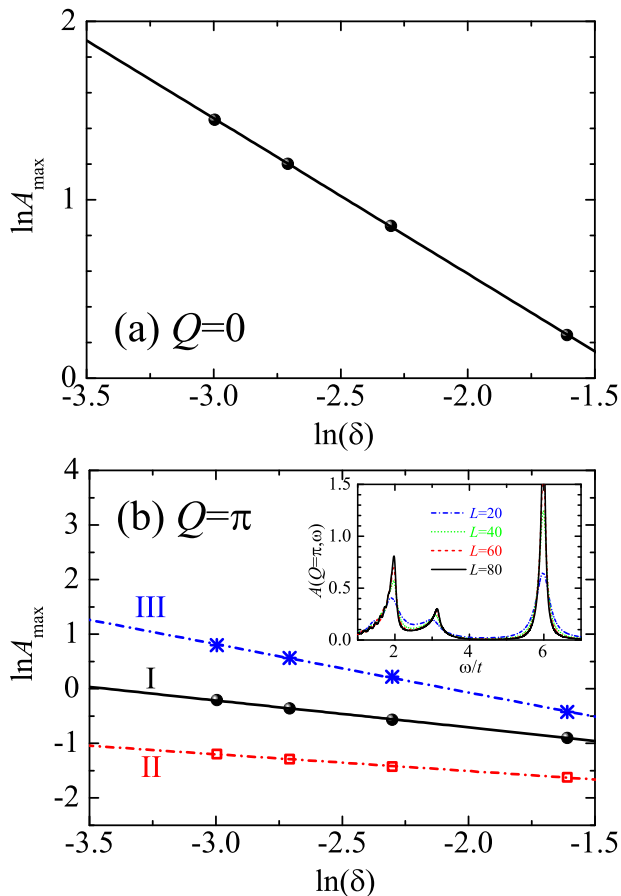 2
1
0
lnA_max
(a) Q=0
-3.5 -3.0 -2.5 -2.0 -1.5
ln(δ)
4
3
2
1
0
-1
-2
lnA_max
(b) Q=π
III
I
II
1.5
1.0
0.5
0.0
A(Q=π,ω)
L=20
L=40
L=60
L=80
2 4 6
ω/t
-3.5 -3.0 -2.5 -2.0 -1.5
ln(δ)